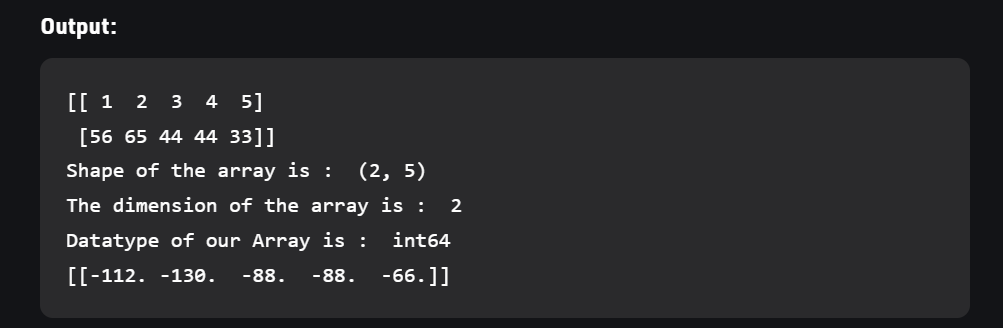 Output:
[[ 1  2  3  4  5]
 [56 65 44 44 33]]
Shape of the array is :  (2, 5)
The dimension of the array is :  2
Datatype of our Array is :  int64
[[-112. -130.  -88.  -88.  -66.]]